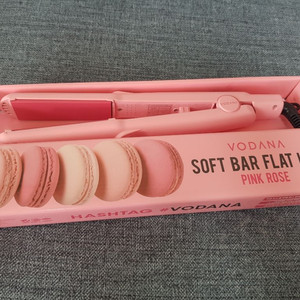 VODANA
SOFT BAR FLAT
PINK ROSE
HASHTAG #VODANA